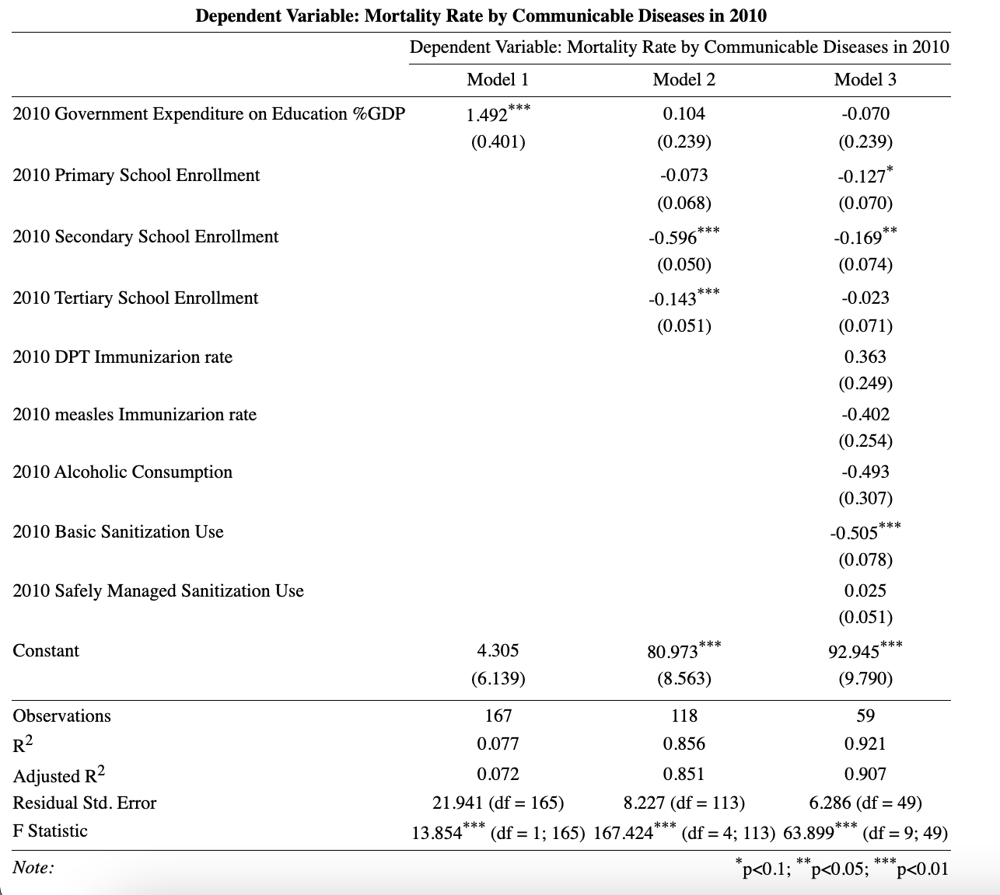 Dependent Variable: Mortality Rate by Communicable Diseases in 2010
Dependent Variable: Mortality Rate by Communicable Diseases in 2010
Model 1 Model 2 Model 3
2010 Government Expenditure on Education %GDP 1.492*** 0.104 -0.070
(0.401) (0.239) (0.239)
2010 Primary School Enrollment -0.073 -0.127*
(0.068) (0.070)
2010 Secondary School Enrollment -0.596*** -0.169**
(0.050) (0.074)
2010 Tertiary School Enrollment -0.143*** -0.023
(0.051) (0.071)
2010 DPT Immunizarion rate 0.363
(0.249)
2010 measles Immunizarion rate -0.402
(0.254)
2010 Alcoholic Consumption -0.493
(0.307)
2010 Basic Sanitization Use -0.505***
(0.078)
2010 Safely Managed Sanitization Use 0.025
(0.051)
Constant 4.305 80.973*** 92.945***
(6.139) (8.563) (9.790)
Observations 167 118 59
R2 0.077 0.856 0.921
Adjusted R2 0.072 0.851 0.907
Residual Std. Error 21.941 (df = 165) 8.227 (df = 113) 6.286 (df = 49)
F Statistic 13.854*** (df = 1; 165) 167.424*** (df = 4; 113) 63.899*** (df = 9; 49)
Note: *p<0.1; **p<0.05; ***p<0.01